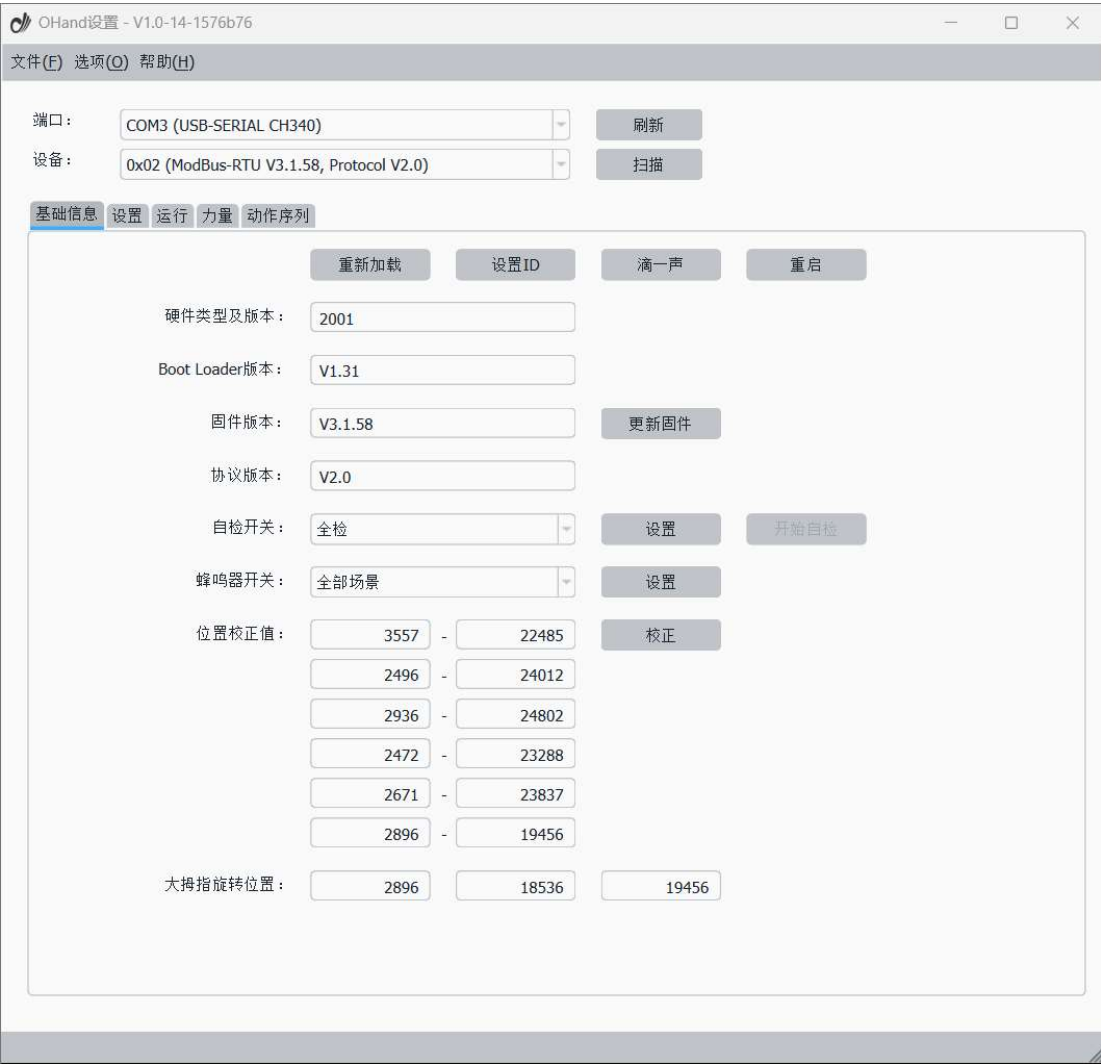 OHand设置 - V1.0-14-1576b76
文件(F) 选项(O) 帮助(H)
端口： COM3 (USB-SERIAL CH340) 刷新
设备： 0x02 (ModBus-RTU V3.1.58, Protocol V2.0) 扫描
基础信息 设置 运行 力量 动作序列
重新加载 设置ID 滴一声 重启
硬件类型及版本： 2001
Boot Loader版本： V1.31
固件版本： V3.1.58 更新固件
协议版本： V2.0
自检开关： 全检 设置 开始自检
蜂鸣器开关： 全部场景 设置
位置校正值： 3557 - 22485 校正
2496 - 24012
2936 - 24802
2472 - 23288
2671 - 23837
2896 - 19456
大拇指旋转位置： 2896 18536 19456